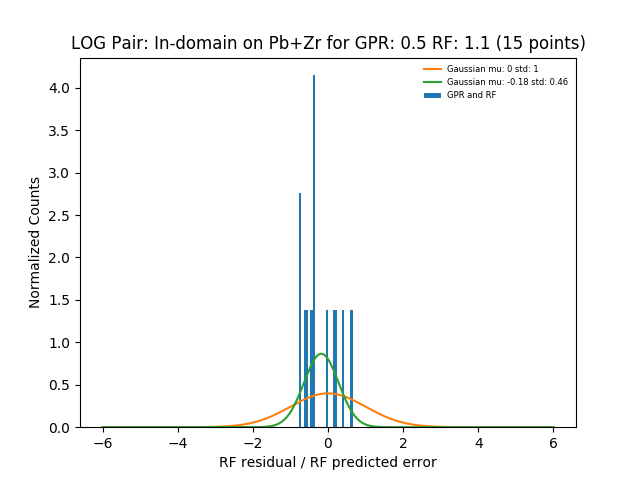 LOG Pair: In-domain on Pb+Zr for GPR: 0.5 RF: 1.1 (15 points)
Gaussian mu: 0 std: 1
Gaussian mu: -0.18 std: 0.46
GPR and RF
4.0
3.5
3.0
2.5
2.0
1.5
1.0
0.5
0.0
Normalized Counts
−6 −4 −2 0 2 4 6
RF residual / RF predicted error